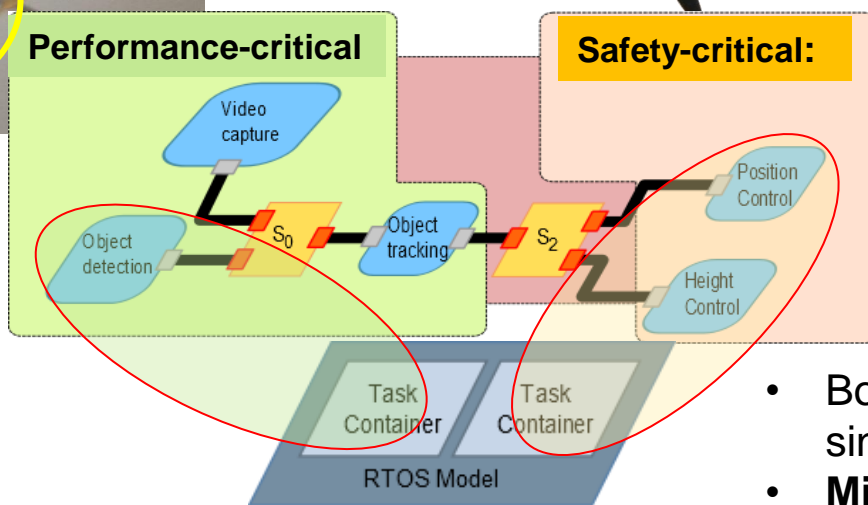 Performance-critical
Safety-critical:
Video
capture
Position
Control
Object
detection
S0
Object
tracking
S2
Height
Control
Task
Container
Task
Container
RTOS Model
•
•